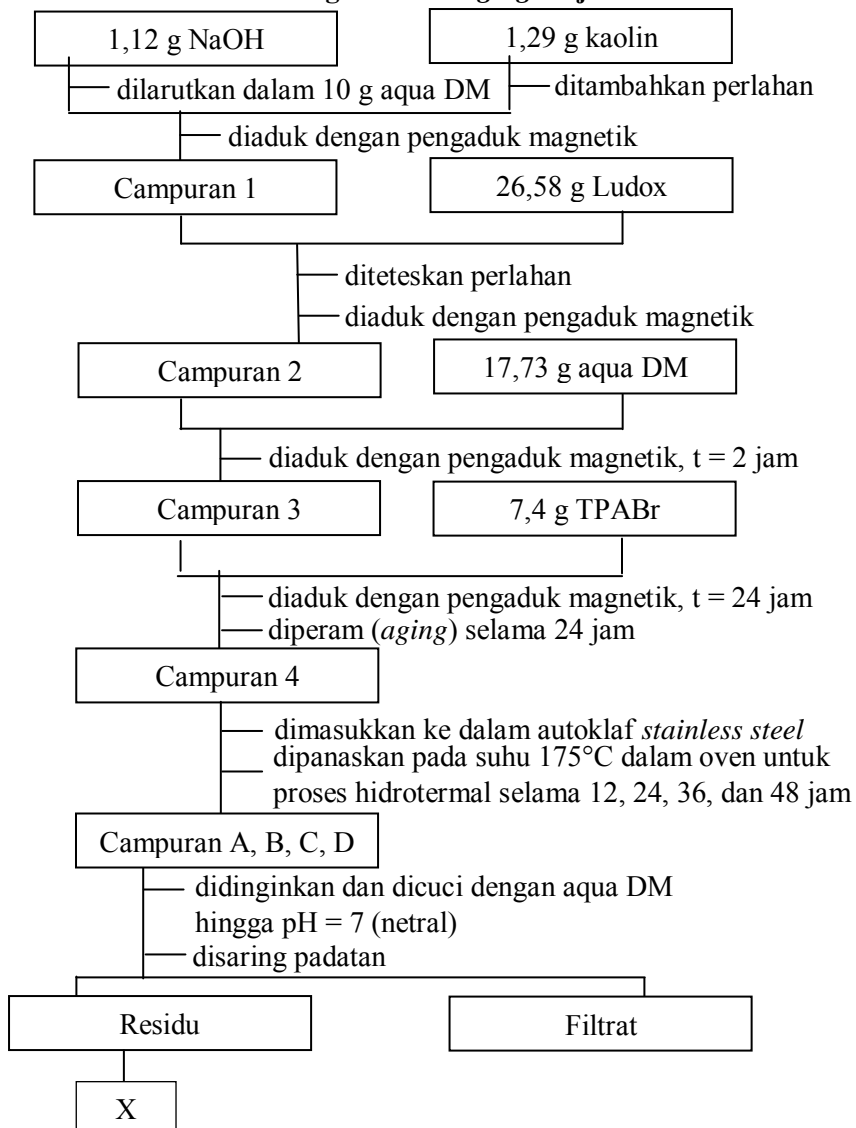 1,12 g NaOH
1,29 g kaolin
dilarutkan dalam 10 g aqua DM
ditambahkan perlahan
diaduk dengan pengaduk magnetik
Campuran 1
26,58 g Ludox
diteteskan perlahan
diaduk dengan pengaduk magnetik
Campuran 2
17,73 g aqua DM
diaduk dengan pengaduk magnetik, t = 2 jam
Campuran 3
7,4 g TPABr
diaduk dengan pengaduk magnetik, t = 24 jam
diperam (aging) selama 24 jam
Campuran 4
dimasukkan ke dalam autoklaf stainless steel
dipanaskan pada suhu 175°C dalam oven untuk
proses hidrotermal selama 12, 24, 36, dan 48 jam
Campuran A, B, C, D
didinginkan dan dicuci dengan aqua DM
hingga pH = 7 (netral)
disaring padatan
Residu
Filtrat
X